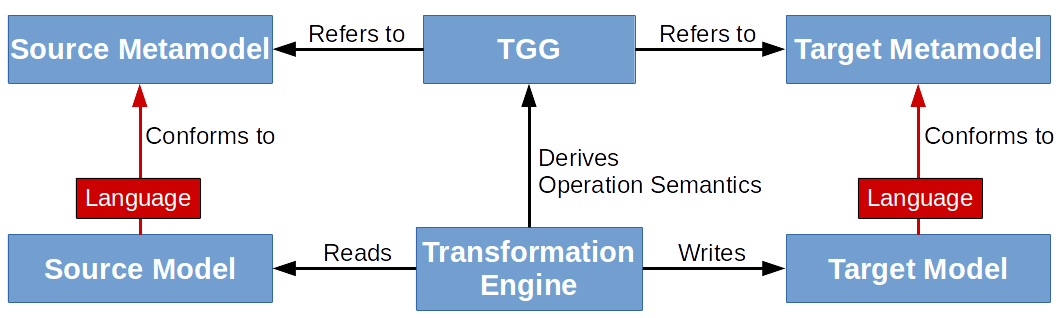 Source Metamodel
Refers to
TGG
Refers to
Target Metamodel
Conforms to
Derives
Operation Semantics
Conforms to
Language
Language
Source Model
Reads
Transformation
Engine
Writes
Target Model